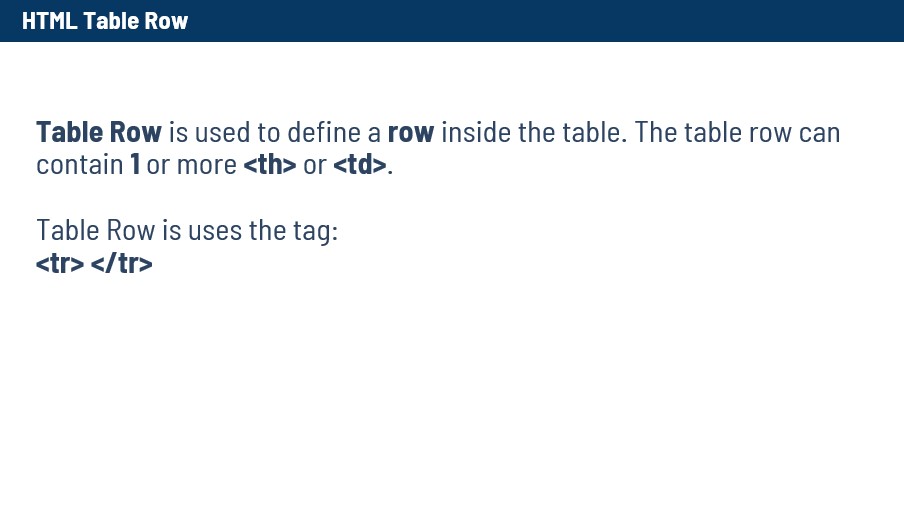 HTML Table Row
Table Row is used to define a row inside the table. The table row can
contain 1 or more <th> or <td>.
Table Row is uses the tag:
<tr> </tr>